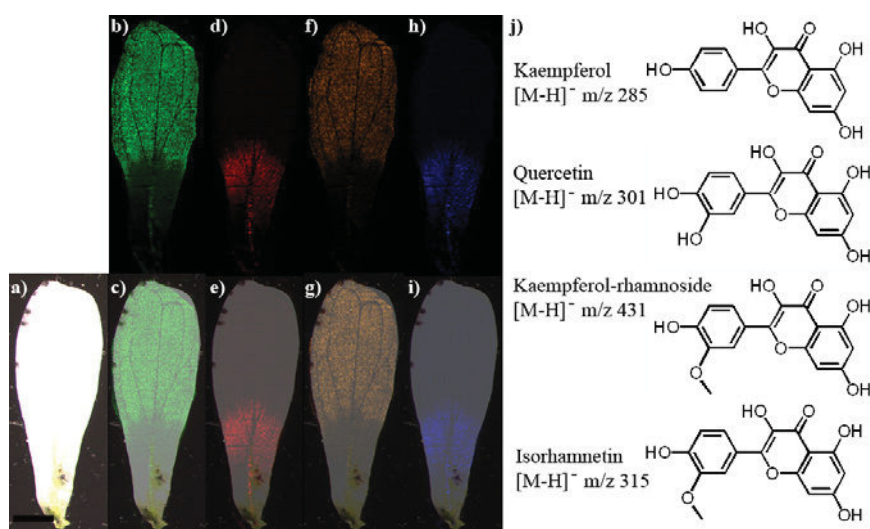 b) d) f) h) j)
Kaempferol
[M-H]⁻ m/z 285
HO
HO
O
OH
O
OH
Quercetin
[M-H]⁻ m/z 301
HO
HO
HO
O
OH
O
OH
a) c) e) g) i)
Kaempferol-rhamnoside
[M-H]⁻ m/z 431
HO
HO
O
O
OH
O
OH
Isorhamnetin
[M-H]⁻ m/z 315
HO
HO
O
O
OH
O
OH